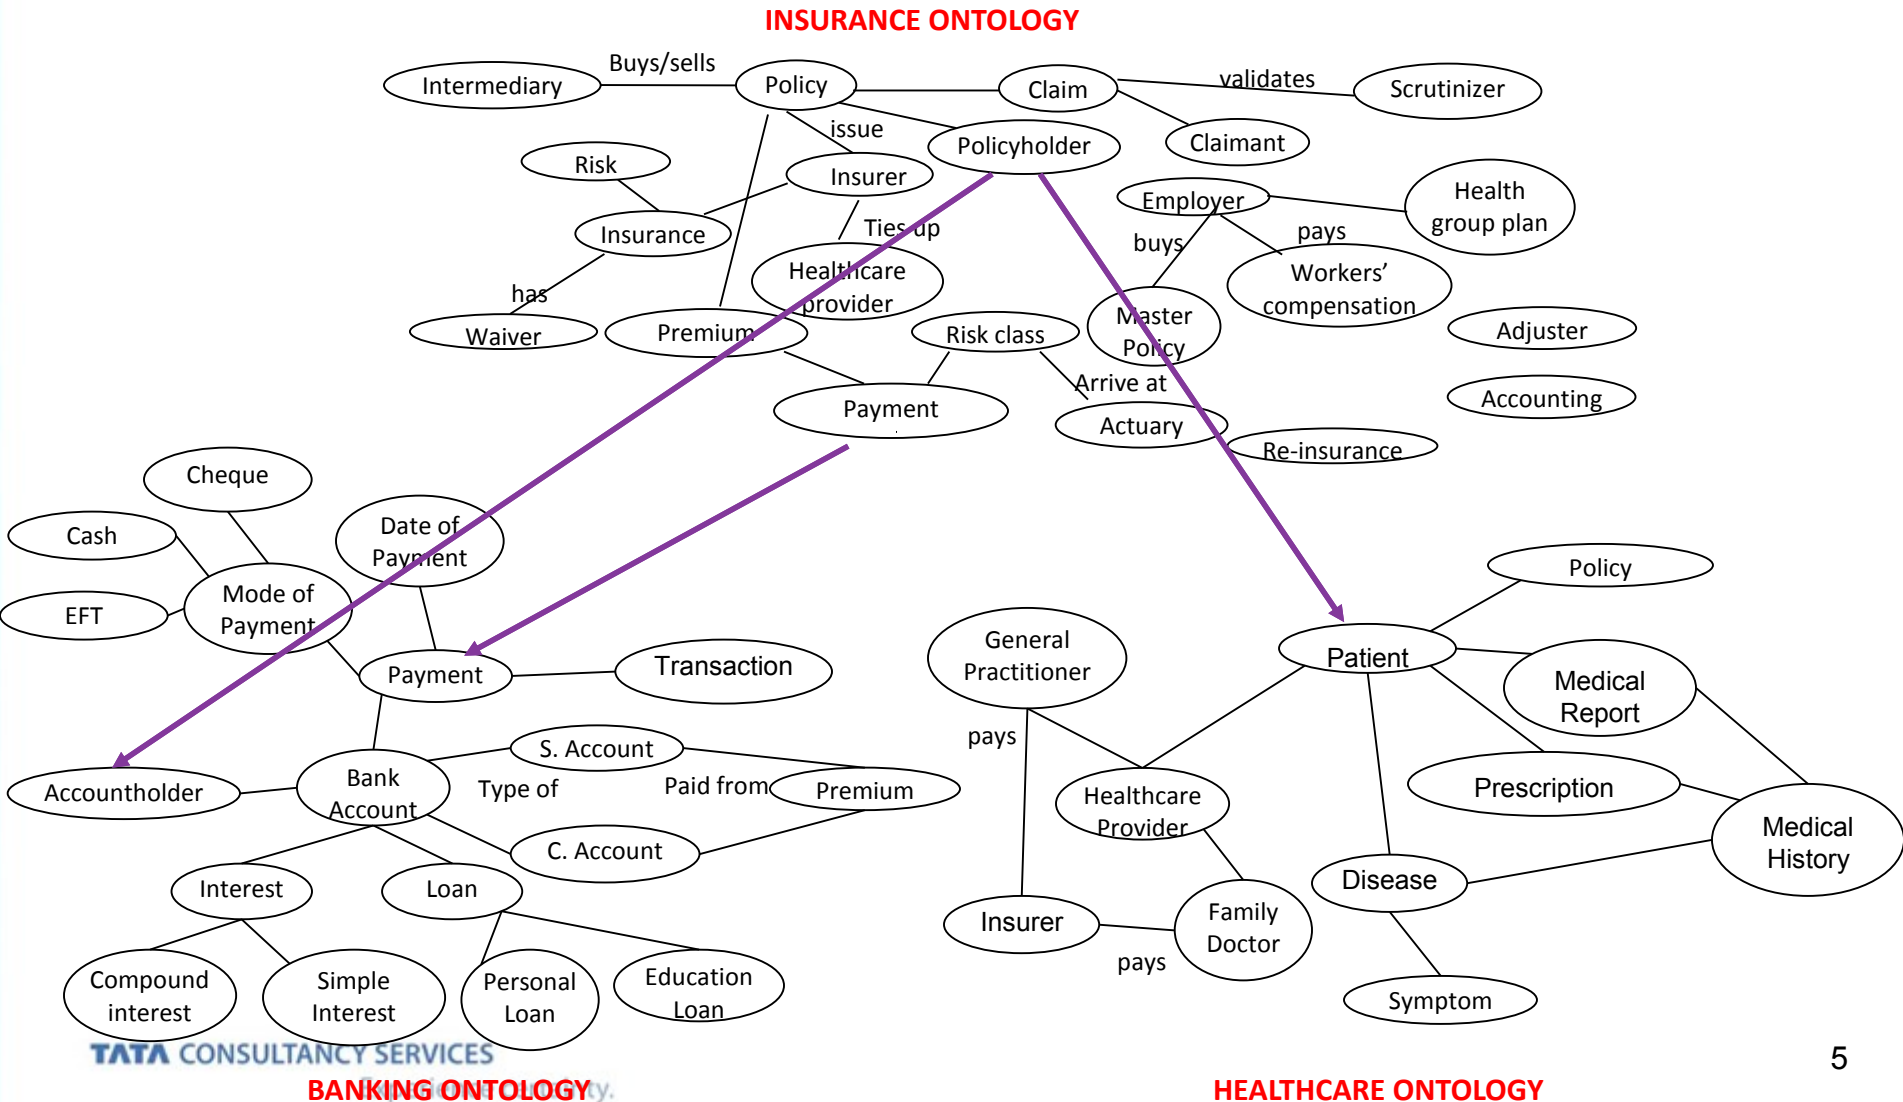 INSURANCE ONTOLOGY
Buys/sells
Intermediary
Policy
Claim
validates
Scrutinizer
issue
Policyholder
Claimant
Risk
Insurer
Employer
Health
group plan
Insurance
Ties up
buys
pays
Healthcare
provider
Workers’
compensation
has
Waiver
Premium
Risk class
Master
Policy
Adjuster
Arrive at
Payment
Actuary
Accounting
Re-insurance
Cheque
Cash
Date of
Payment
Mode of
Payment
EFT
Payment
Transaction
General
Practitioner
Policy
Patient
Medical
Report
pays
S. Account
Accountholder
Bank
Account
Type of
Paid from
Premium
Healthcare
Provider
Prescription
Medical
History
C. Account
Interest
Loan
Disease
Insurer
Family
Doctor
pays
Compound
interest
Simple
Interest
Personal
Loan
Education
Loan
Symptom
TATA CONSULTANCY SERVICES
5
BANKING ONTOLOGY
HEALTHCARE ONTOLOGY